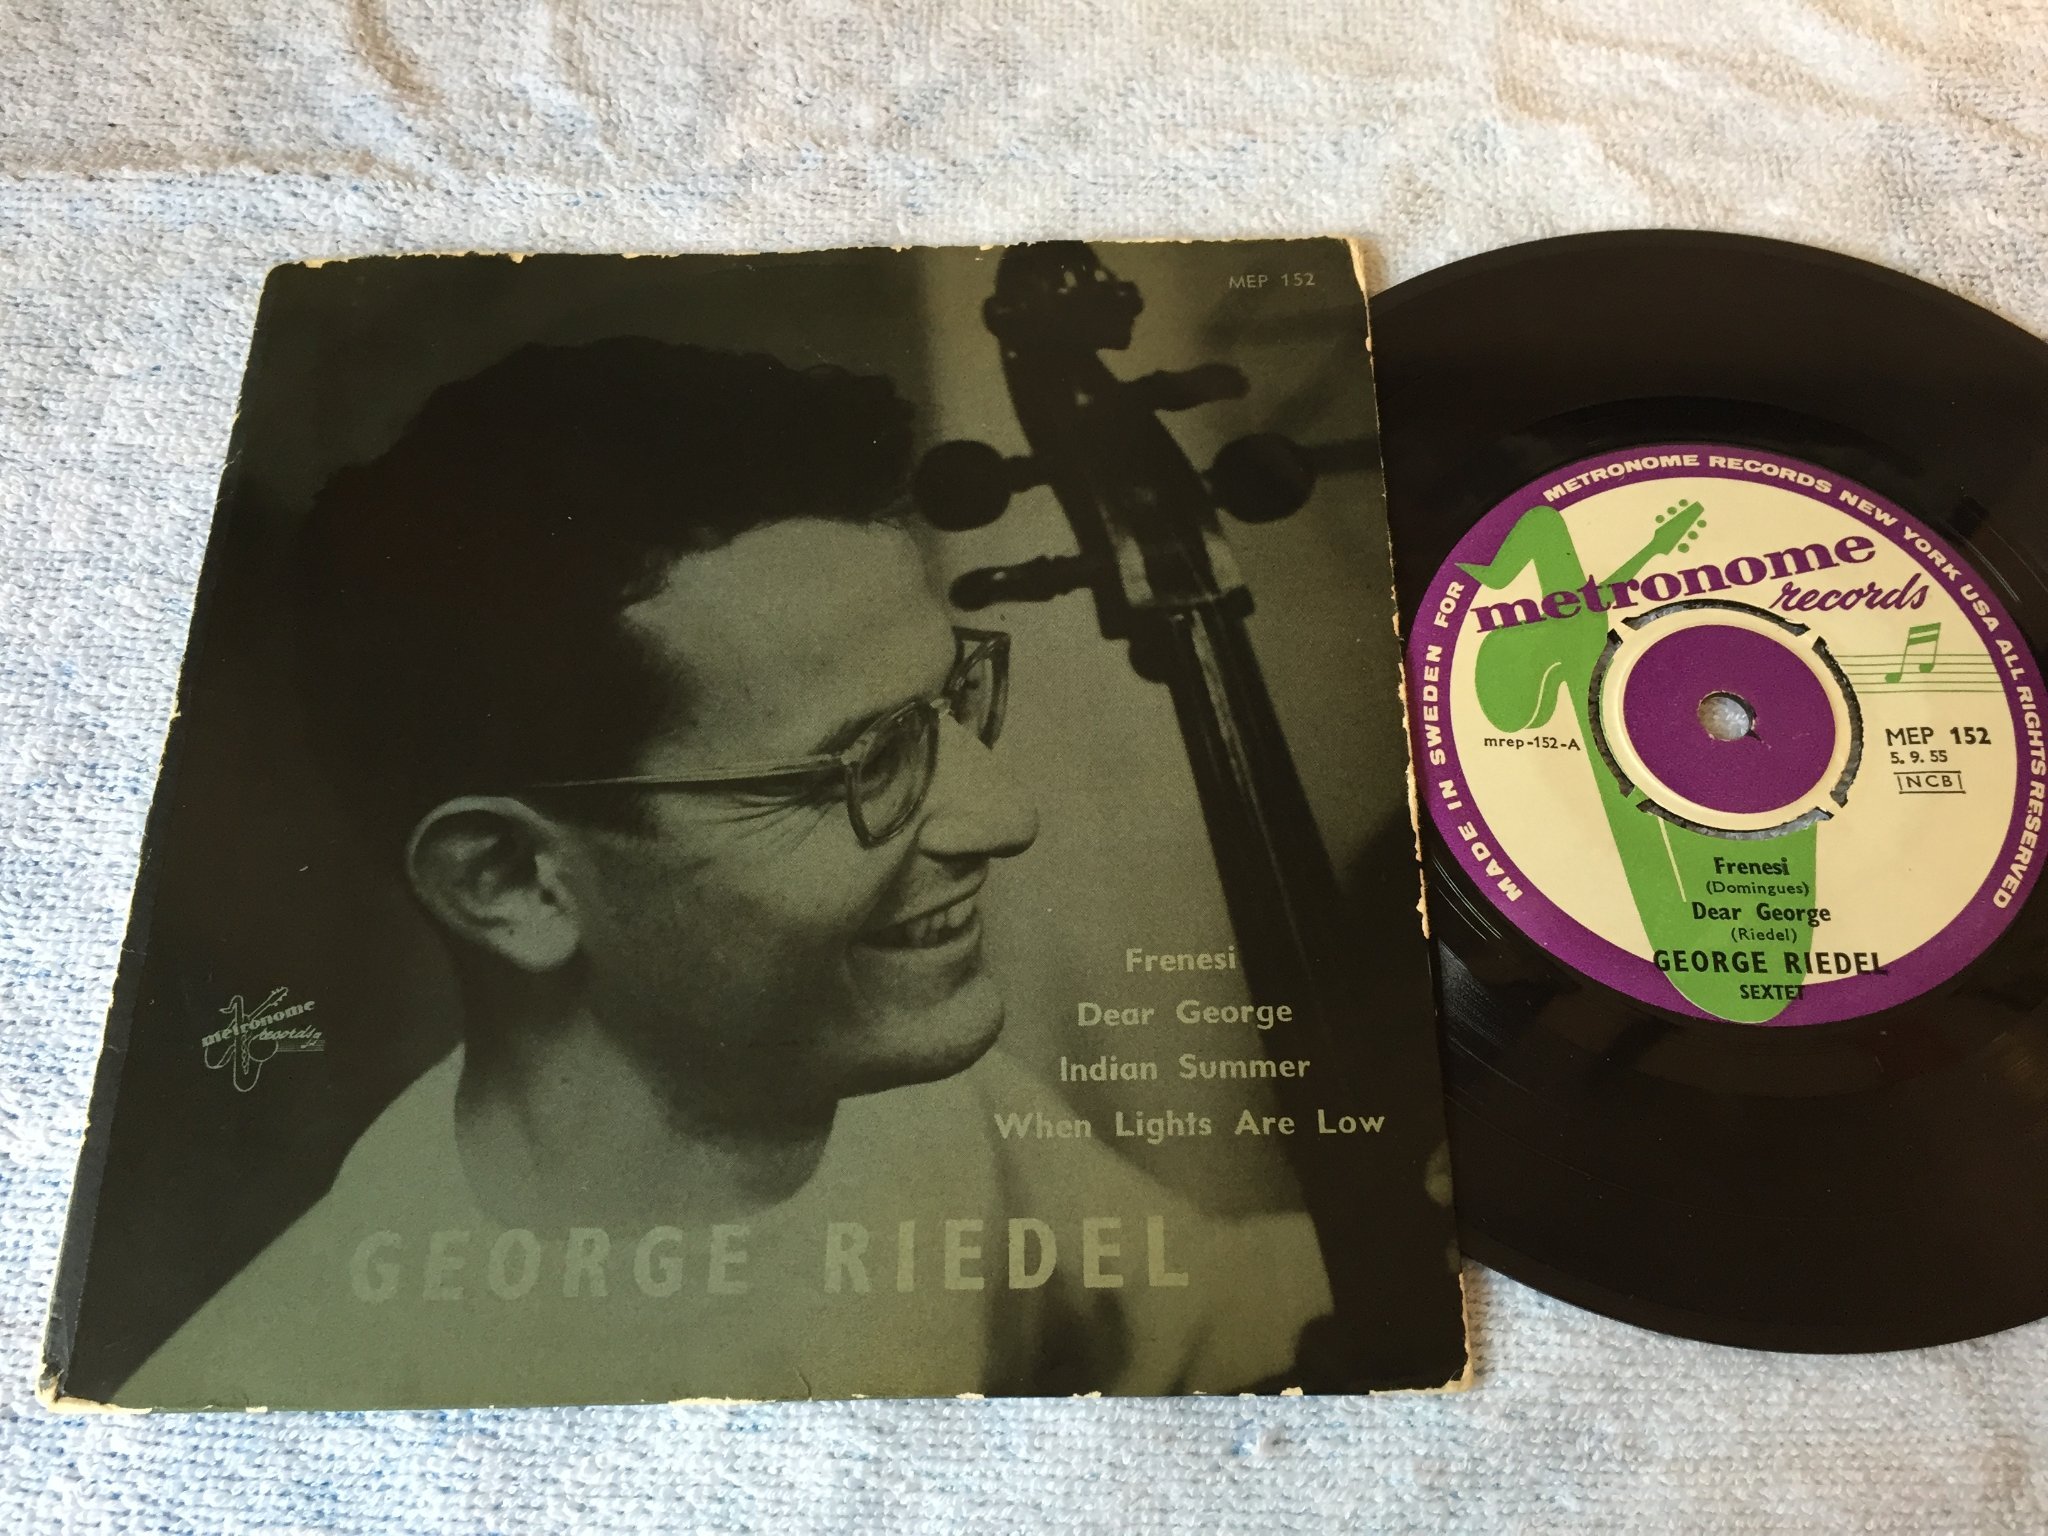 MEP 152
Frenesi
Dear George
Indian Summer
When Lights Are Low
metronome
records
GEORGE RIEDEL
MADE IN SWEDEN FOR METRONOME RECORDS NEW YORK USA ALL RIGHTS RESERVED
metronome
records
mrep-152-A
MEP 152
5. 9. 55
NCB
Frenesi
(Domingues)
Dear George
(Riedel)
GEORGE RIEDEL
SEXTET